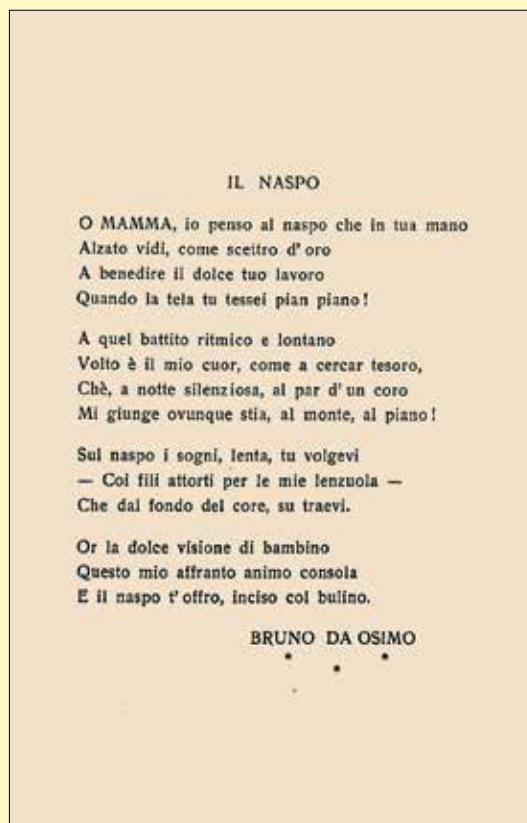 IL NASPO
O MAMMA, io penso al naspo che in tua mano
Alzato vidi, come scettro d'oro
A benedire il dolce tuo lavoro
Quando la tela tu tessei pian piano!
A quel battito ritmico e lontano
Volto è il mio cuor, come a cercar tesoro,
Chè, a notte silenziosa, al par d'un coro
Mi giunge ovunque stia, al monte, al piano!
Sul naspo i sogni, lenta, tu volgevi
— Coi fili attorti per le mie lenzuola —
Che dal fondo del core, su traevi.
Or la dolce visione di bambino
Questo mio affranto animo consola
E il naspo t'offro, inciso col bulino.
BRUNO DA OSIMO